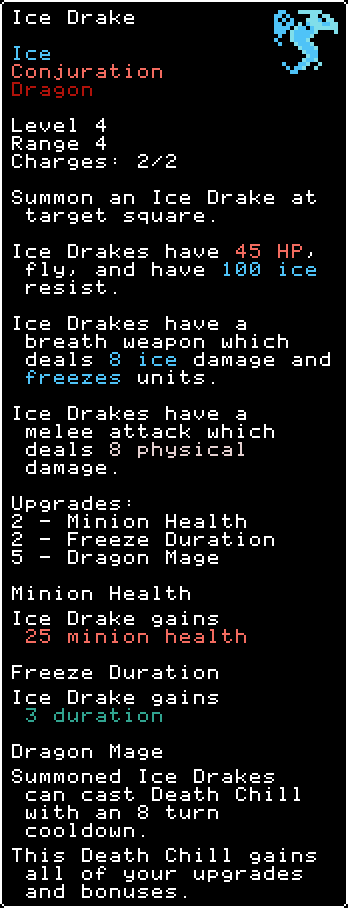 Ice Drake
Ice
Conjuration
Dragon
Level 4
Range 4
Charges: 2/2
Summon an Ice Drake at
target square.
Ice Drakes have 45 HP,
fly, and have 100 ice
resist.
Ice Drakes have a
breath weapon which
deals 8 ice damage and
freezes units.
Ice Drakes have a
melee attack which
deals 8 physical
damage.
Upgrades:
2 - Minion Health
2 - Freeze Duration
5 - Dragon Mage
Minion Health
Ice Drake gains
25 minion health
Freeze Duration
Ice Drake gains
3 duration
Dragon Mage
Summoned Ice Drakes
can cast Death Chill
with an 8 turn
cooldown.
This Death Chill gains
all of your upgrades
and bonuses.